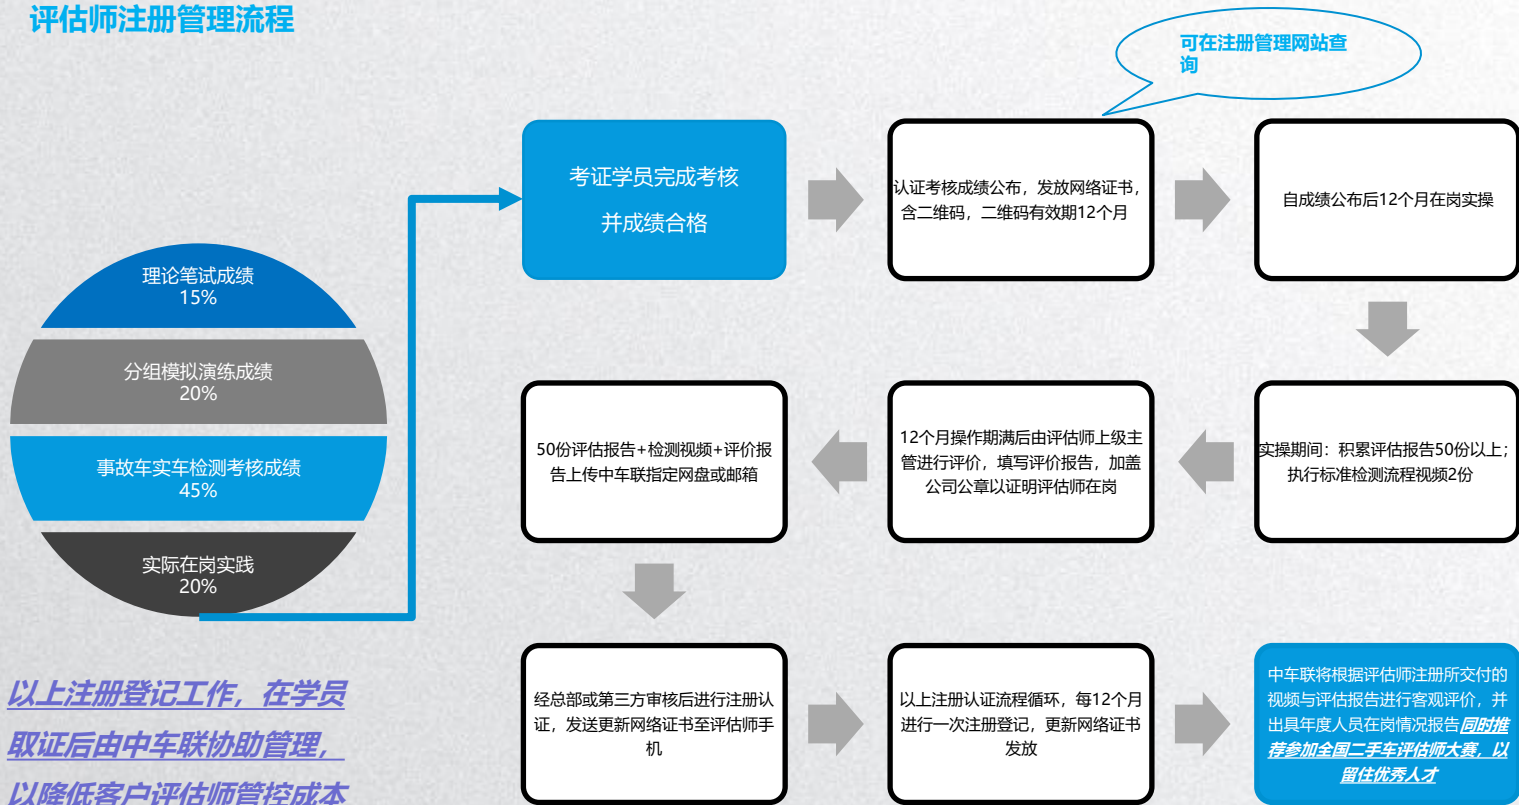 评估师注册管理流程
可在注册管理网站查
询
理论笔试成绩
15%
分组模拟演练成绩
20%
事故车实车检测考核成绩
45%
实际在岗实践
20%
考证学员完成考核
并成绩合格
认证考核成绩公布，发放网络证书，
含二维码，二维码有效期12个月
自成绩公布后12个月在岗实操
实操期间：积累评估报告50份以上；
执行标准检测流程视频2份
12个月操作期满后由评估师上级主
管进行评价，填写评价报告，加盖
公司公章以证明评估师在岗
50份评估报告+检测视频+评价报
告上传中车联指定网盘或邮箱
经总部或第三方审核后进行注册认
证，发送更新网络证书至评估师手
机
以上注册认证流程循环，每12个月
进行一次注册登记，更新网络证书
发放
中车联将根据评估师注册所交付的
视频与评估报告进行客观评价，并
出具年度人员在岗情况报告同时推
荐参加全国二手车评估师大赛，以
留住优秀人才
以上注册登记工作，在学员
取证后由中车联协助管理，
以降低客户评估师管控成本